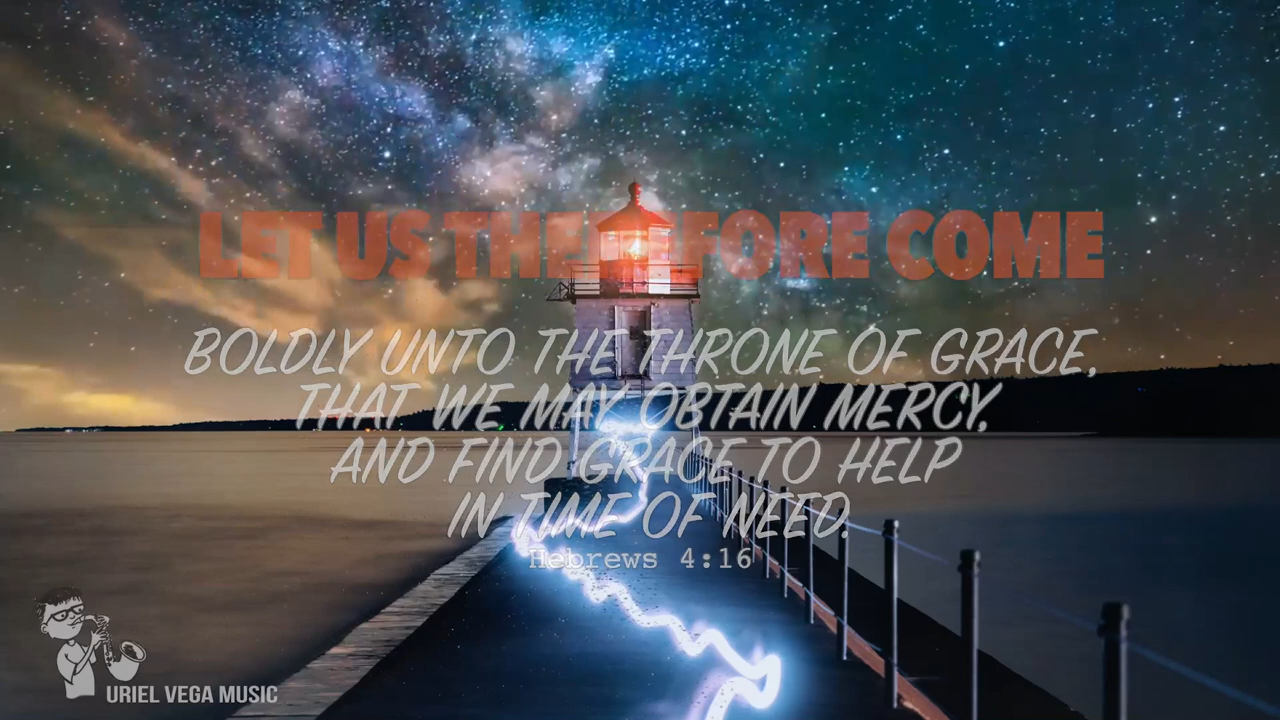 LET US THEREFORE COME
BOLDLY UNTO THE THRONE OF GRACE,
THAT WE MAY OBTAIN MERCY,
AND FIND GRACE TO HELP
IN TIME OF NEED.
Hebrews 4:16
URIEL VEGA MUSIC